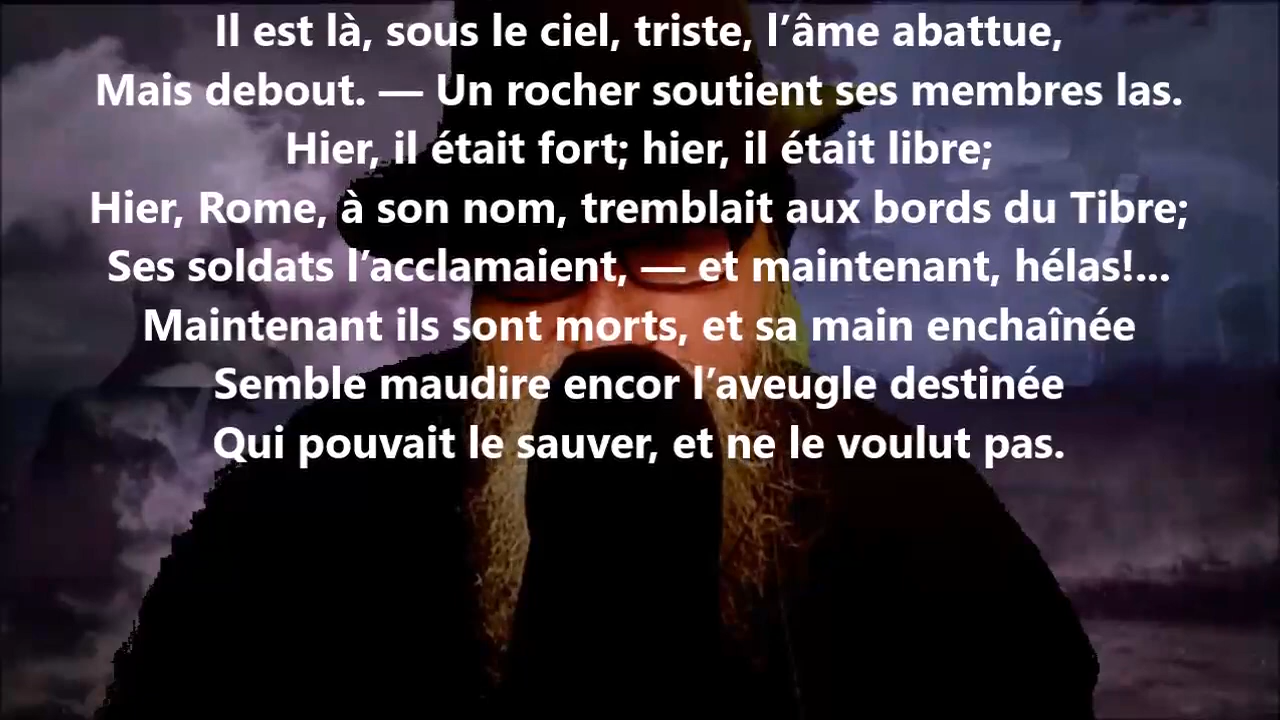 Il est là, sous le ciel, triste, l’âme abattue,
Mais debout. — Un rocher soutient ses membres las.
Hier, il était fort; hier, il était libre;
Hier, Rome, à son nom, tremblait aux bords du Tibre;
Ses soldats l’acclamaient, — et maintenant, hélas!...
Maintenant ils sont morts, et sa main enchaînée
Semble maudire encor l’aveugle destinée
Qui pouvait le sauver, et ne le voulut pas.